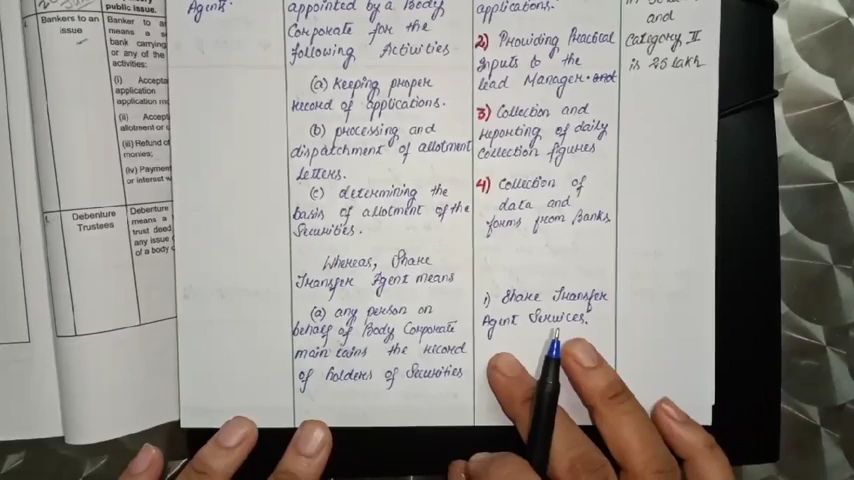 public issue.
Bankers to an
issue
Banker to a
means a s
bank carrying
or any of the
activities:
(i) Accepta
application
application m
(ii) Accept
allotment or c
(iii) Refund o
monies;
(iv) Payment
or interest w
Debenture
Trustees
Debenture
means a
trust deed
any issue
of a body c
Agents.
appointed by a Body
Corporate for the
following Activities
(a) Keeping proper
record of applications.
(b) processing and
dispatchment of allotment
letters.
(c) determining the
basis of allotment of the
Securities.
Whereas, Share
Transfer Agent means
(a) any person on
behalf of Body Corporate
maintains the record
of holders of Securities
applications.
2) Providing Practical
Inputs to the
lead Manager.
3) Collection and
reporting of daily
collection figures
4) Collection of
data and
forms from Banks
1) Share Transfer
Agent Services.
and
Category II
is 25 lakh